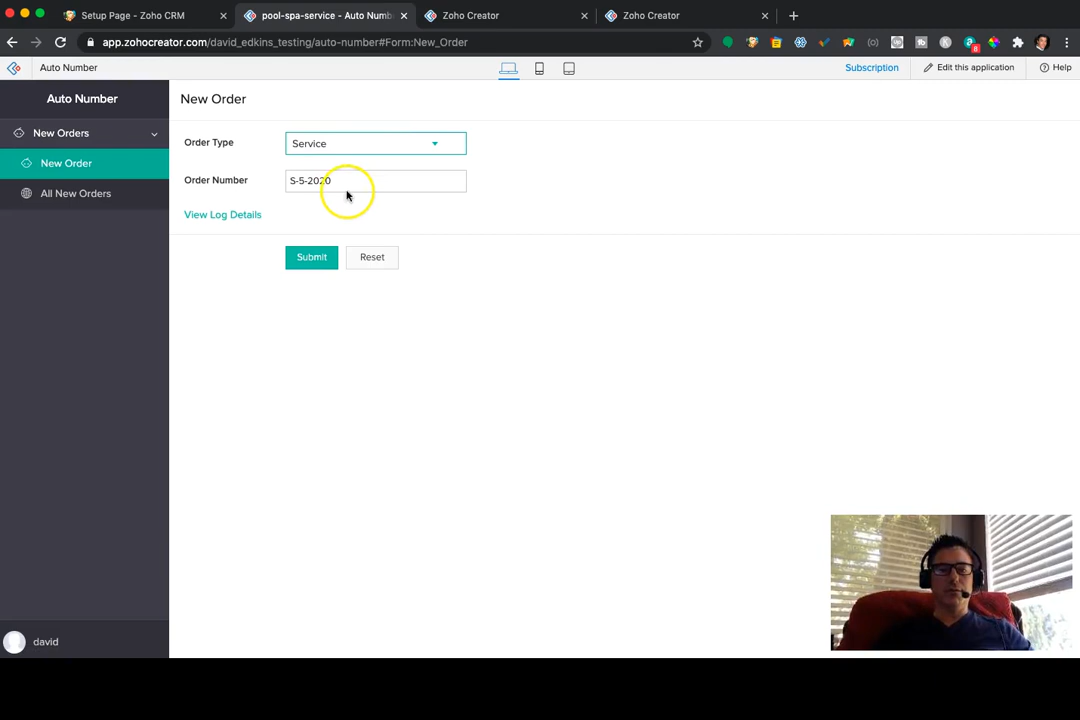 Setup Page - Zoho CRM
pool-spa-service - Auto Numb
Zoho Creator
Zoho Creator
app.zohocreator.com/david_edkins_testing/auto-number#Form:New_Order
8
Auto Number
Subscription
Edit this application
Help
Auto Number
New Orders
New Order
All New Orders
New Order
Order Type
Service
Order Number
S-5-2020
View Log Details
Submit
Reset
david